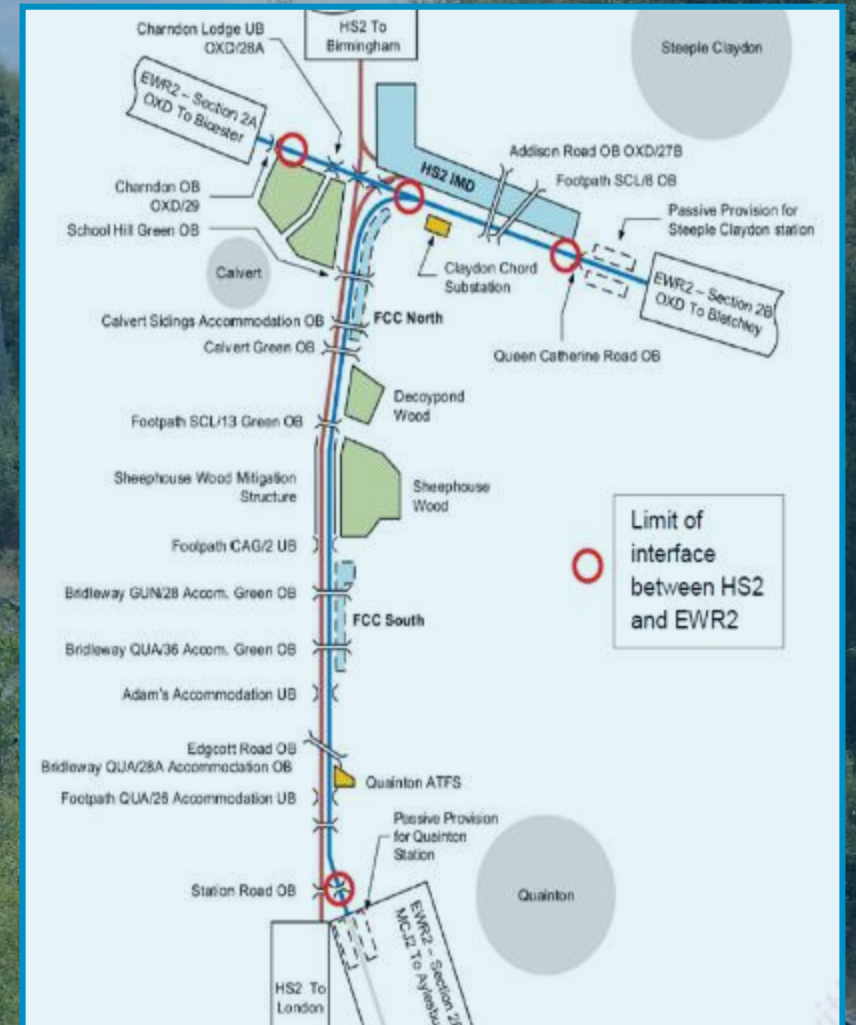 HS2 To
Birmingham
Charndon Lodge UB
OXD/28A
Steeple Claydon
EWR2 – Section 2A
OXD To Bicester
Addison Road OB OXD/27B
HS2 IMD
Footpath SCL/8 OB
Charndon OB
OXD/29
Passive Provision for
Steeple Claydon station
School Hill Green OB
Calvert
Claydon Chord
Substation
EWR2 – Section 2B
OXD To Bletchley
Calvert Sidings Accommodation OB
FCC North
Calvert Green OB
Queen Catherine Road OB
Decoypond
Wood
Footpath SCL/13 Green OB
Sheephouse Wood Mitigation
Structure
Sheephouse
Wood
Limit of
interface
between HS2
and EWR2
Footpath CAG/2 UB
Bridleway GUN/28 Accom. Green OB
FCC South
Bridleway QUA/36 Accom. Green OB
Adam's Accommodation UB
Edgcott Road OB
Bridleway QUA/28A Accommodation OB
Quainton ATFS
Footpath QUA/26 Accommodation UB
Passive Provision
for Quainton
Station
Station Road OB
Quainton
EWR2 – Section
MCJ2 To
HS2 To
London